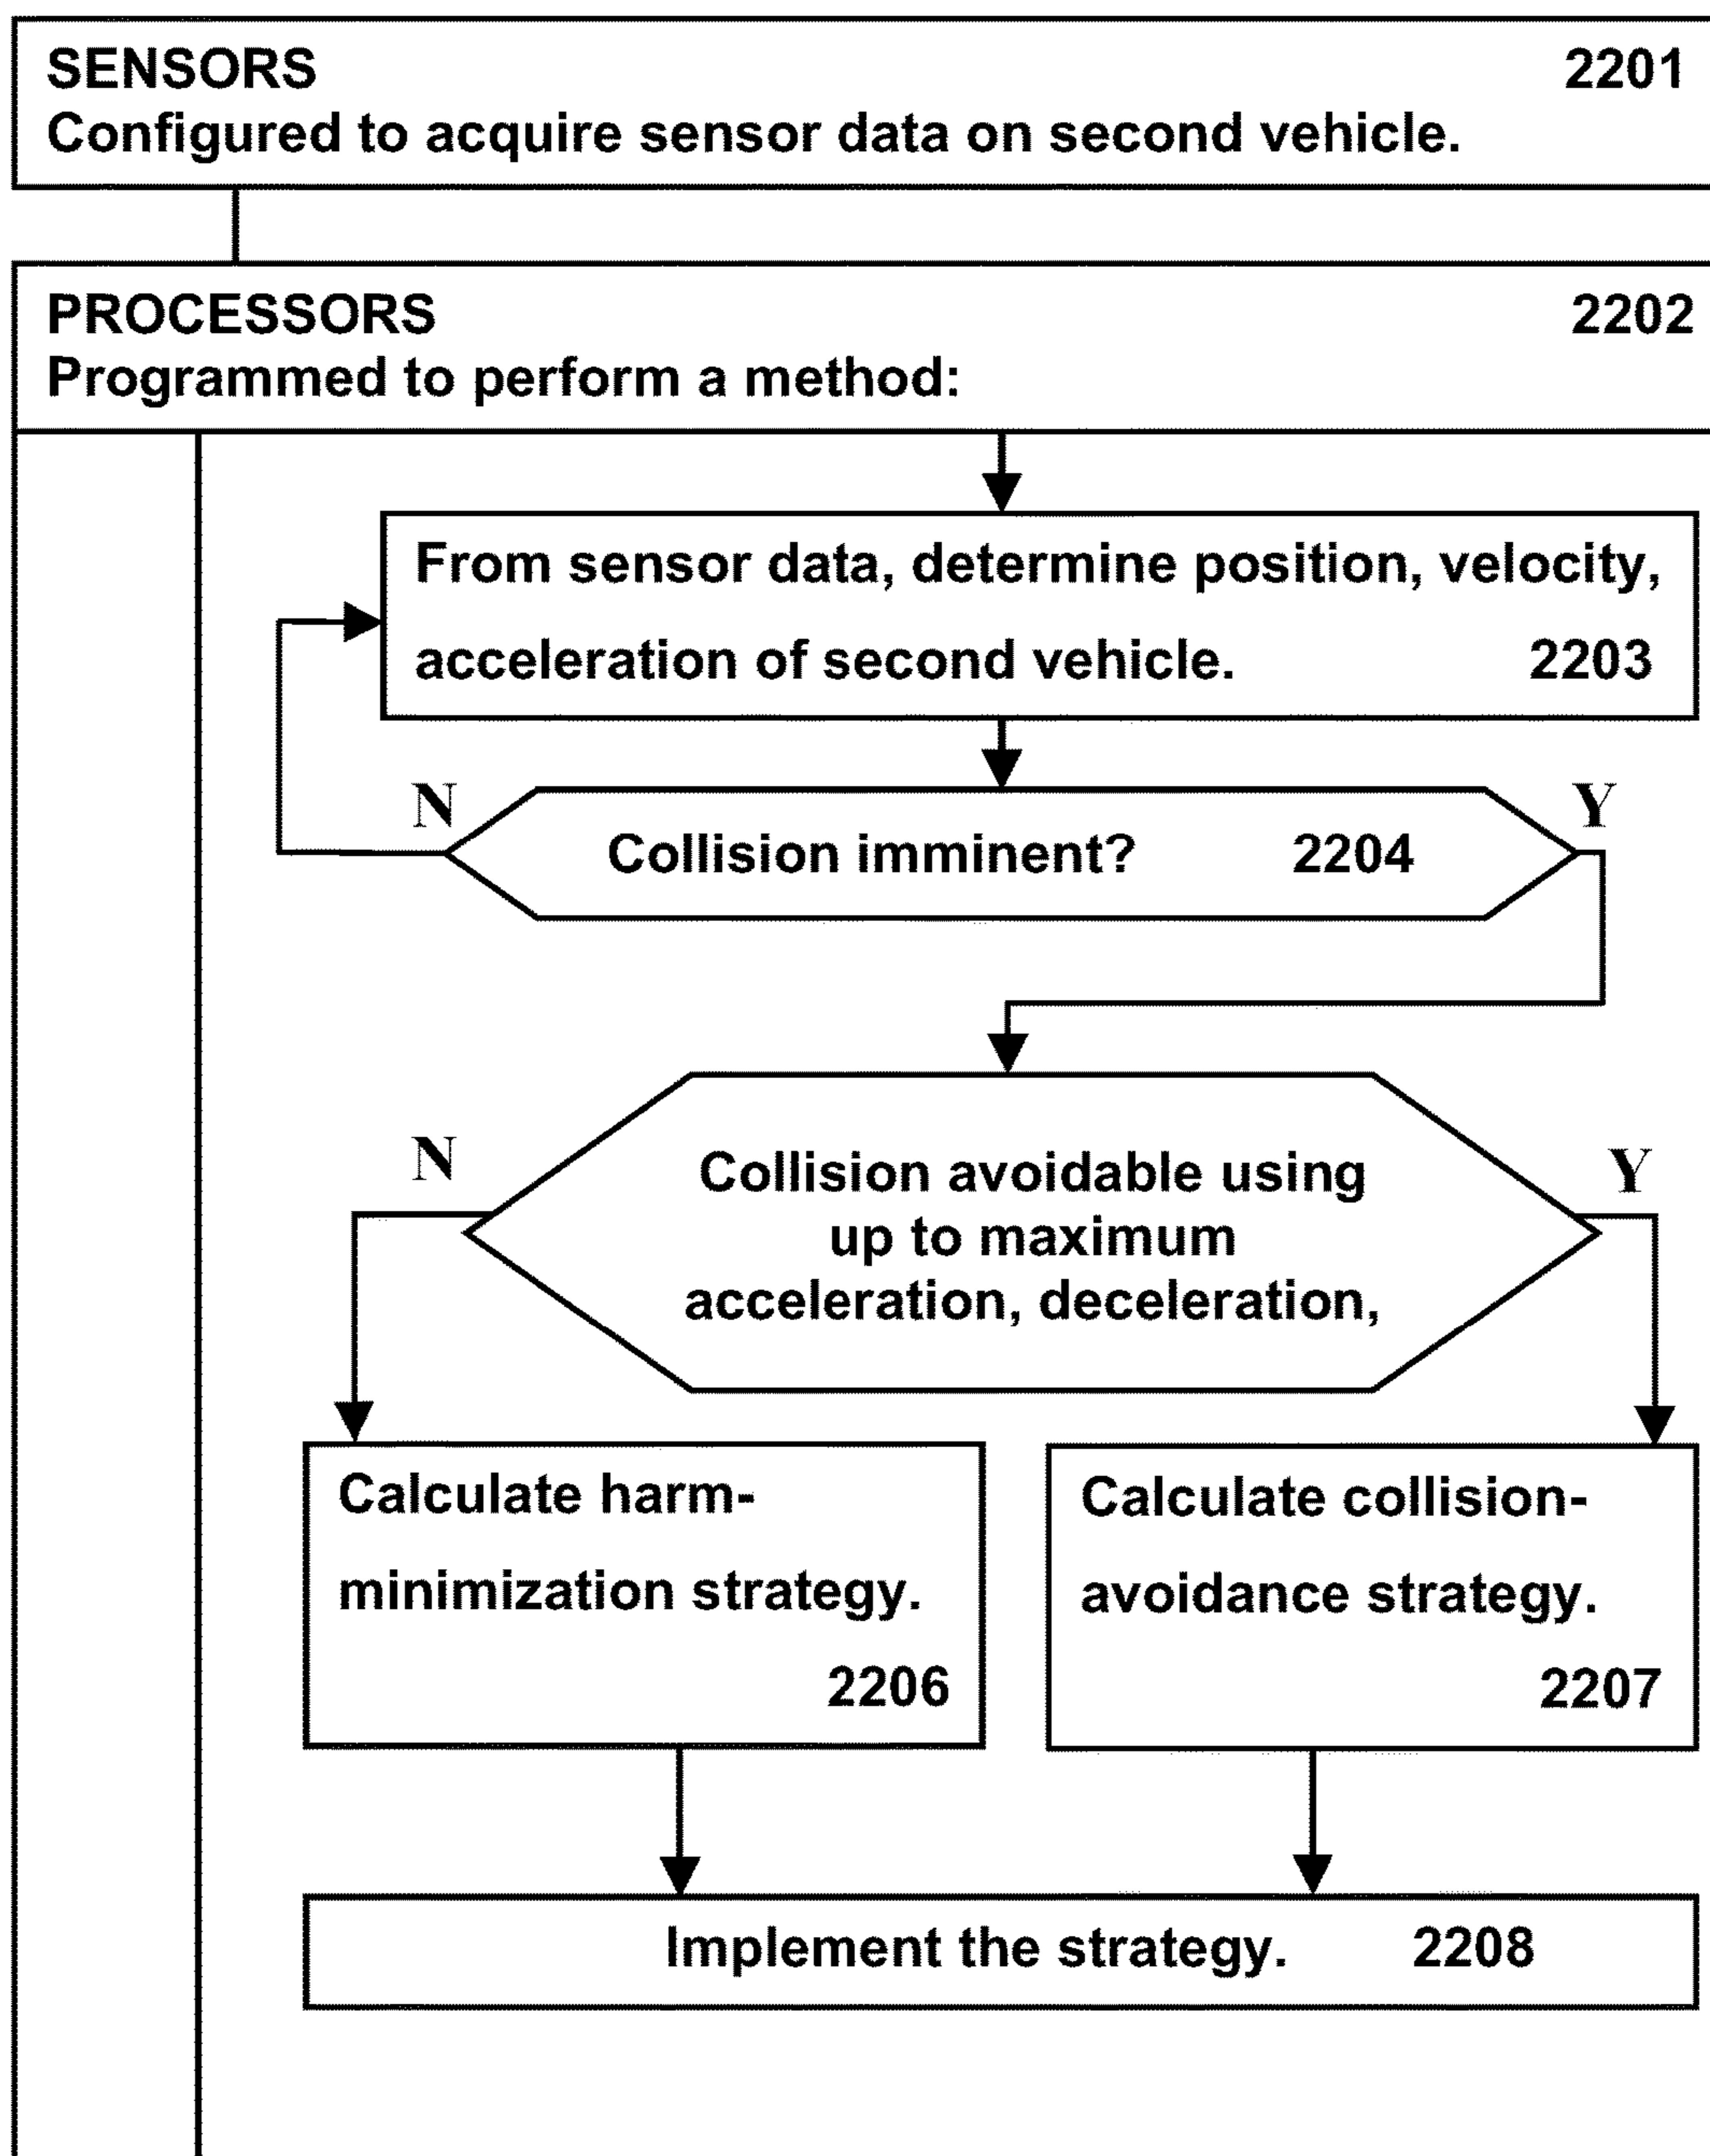 SENSORS 2201
Configured to acquire sensor data on second vehicle.
PROCESSORS 2202
Programmed to perform a method:
From sensor data, determine position, velocity,
acceleration of second vehicle. 2203
N
Y
Collision imminent? 2204
N
Y
Collision avoidable using
up to maximum
acceleration, deceleration,
Calculate harm-
minimization strategy.
2206
Calculate collision-
avoidance strategy.
2207
Implement the strategy. 2208